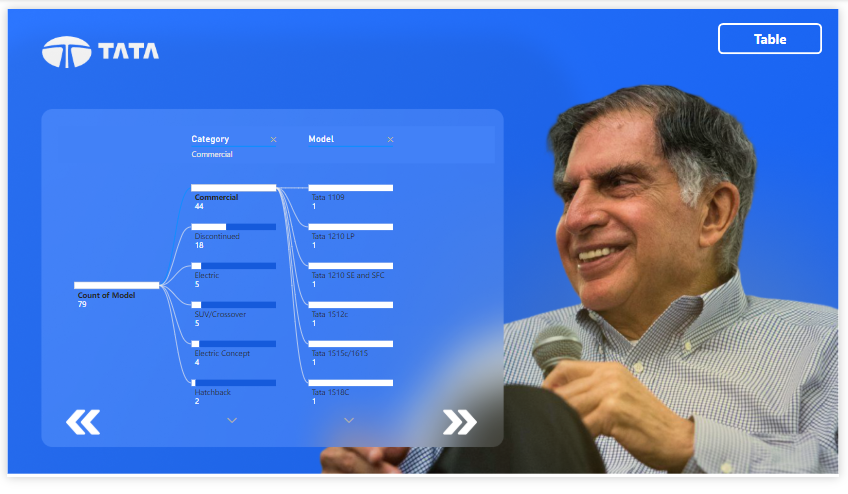 TATA
Table
Category
Model
Commercial
Commercial
44
Discontinued
18
Electric
5
SUV/Crossover
5
Electric Concept
4
Hatchback
2
Count of Model
79
Tata 1109
1
Tata 1210 LP
1
Tata 1210 SE and SFC
1
Tata 1512c
1
Tata 1515c/1615
1
Tata 1518C
1